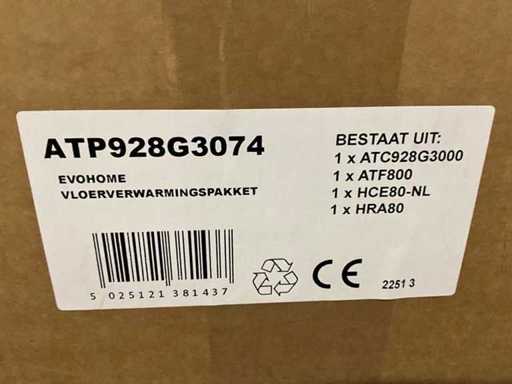 ATP928G3074
EVOHOME
VLOERVERWARMINGSPAKKET
BESTAAT UIT:
1 x ATC928G3000
1 x ATF800
1 x HCE80-NL
1 x HRA80
5 025121 381437
CE
2251 3